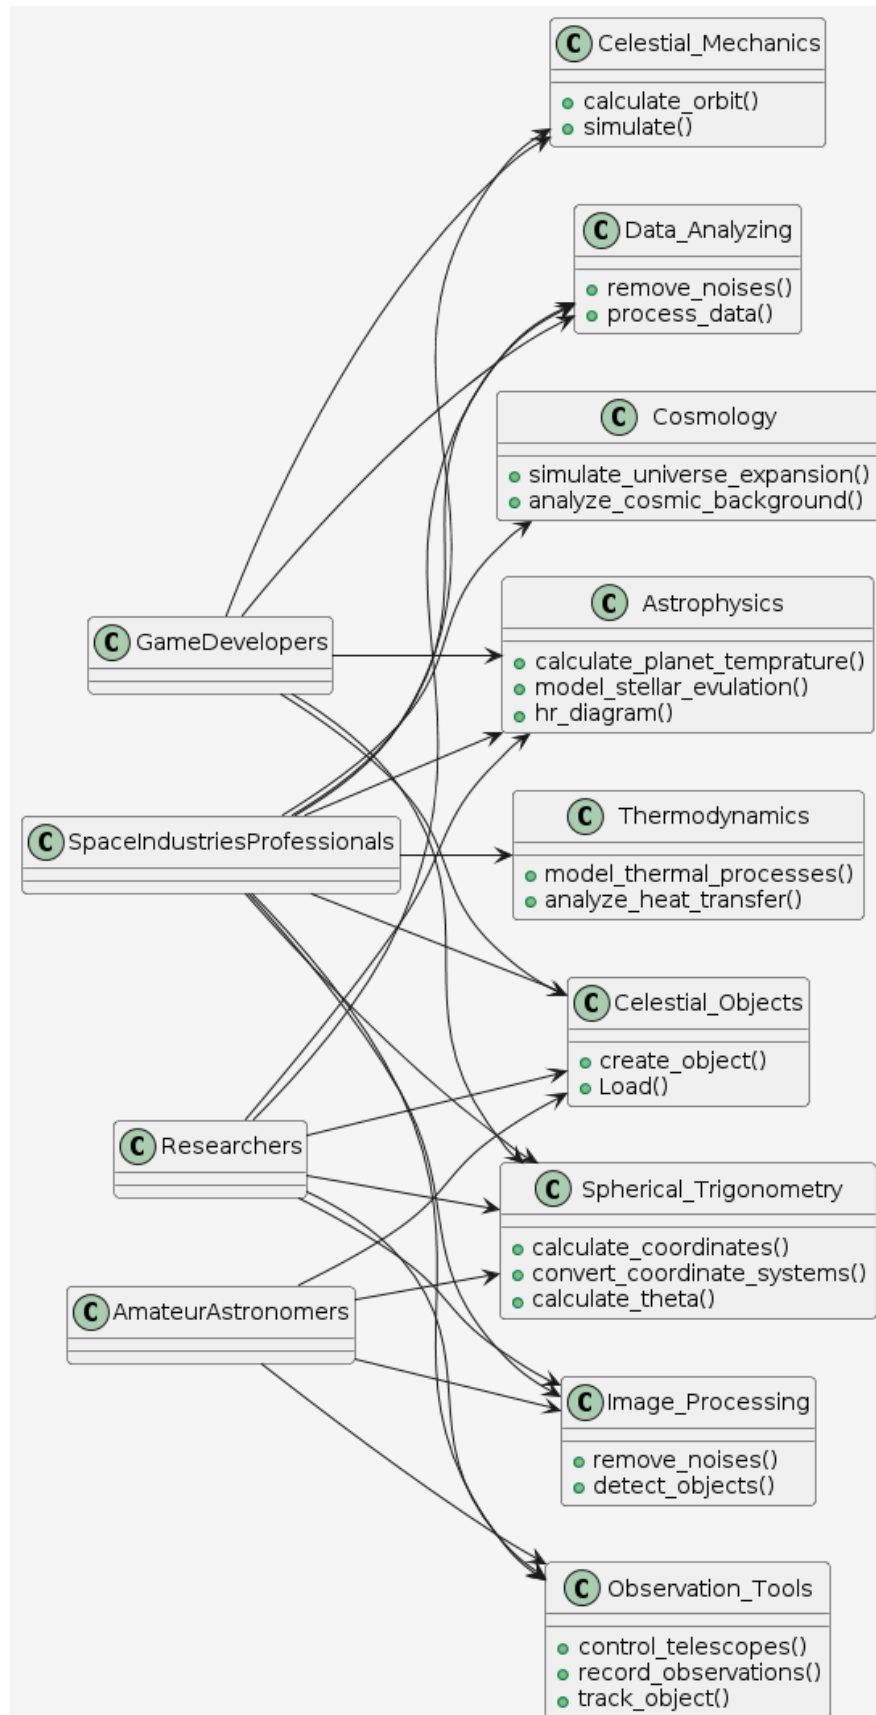 C Celestial_Mechanics
calculate_orbit()
simulate()
C Data_Analyzing
remove_noises()
process_data()
C Cosmology
simulate_universe_expansion()
analyze_cosmic_background()
C Astrophysics
calculate_planet_temprature()
model_stellar_evulation()
hr_diagram()
C GameDevelopers
C Thermodynamics
model_thermal_processes()
analyze_heat_transfer()
C SpaceIndustriesProfessionals
C Celestial_Objects
create_object()
Load()
C Researchers
C Spherical_Trigonometry
calculate_coordinates()
convert_coordinate_systems()
calculate_theta()
C AmateurAstronomers
C Image_Processing
remove_noises()
detect_objects()
C Observation_Tools
control_telescopes()
record_observations()
track_object()